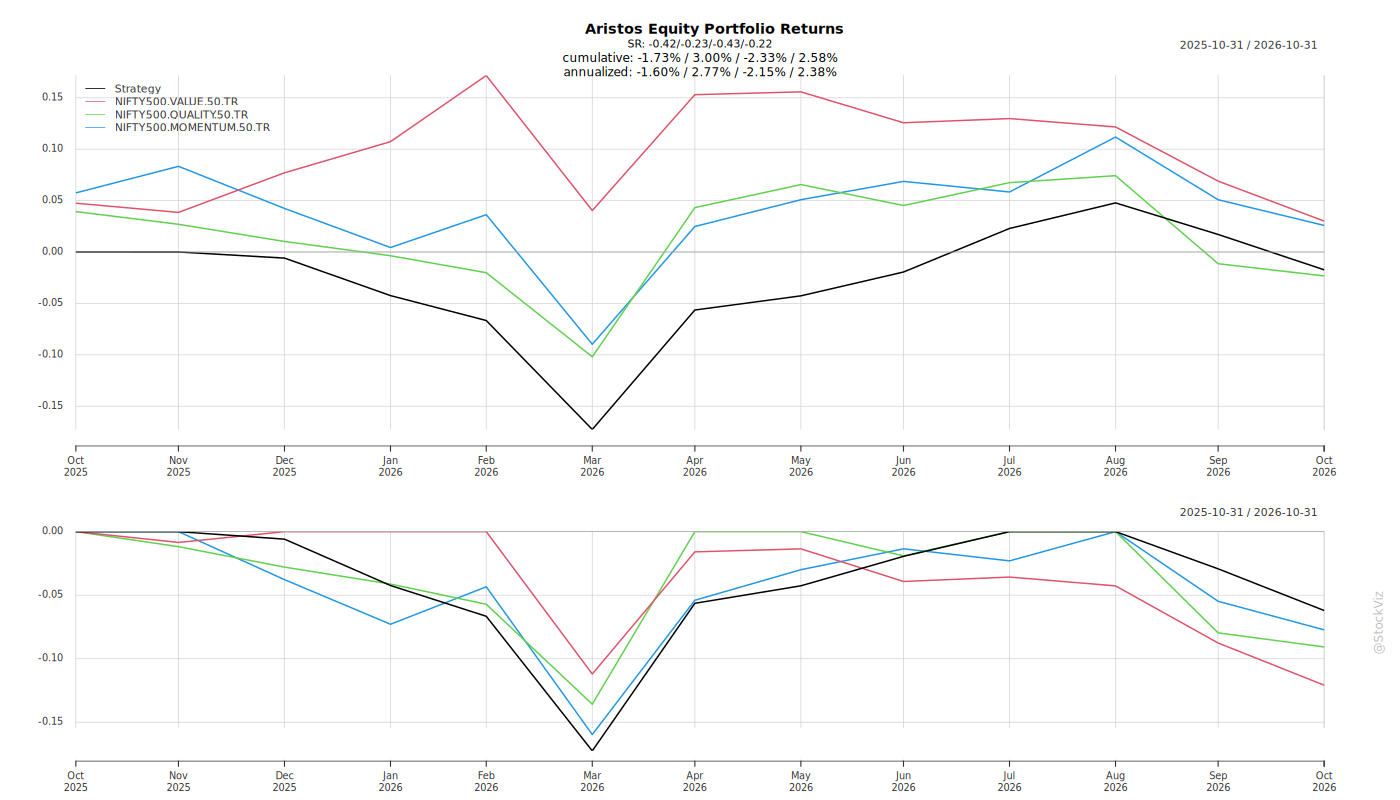 Aristos Equity Portfolio Returns
SR: -0.42/-0.23/-0.43/-0.22
cumulative: -1.73% / 3.00% / -2.33% / 2.58%
annualized: -1.60% / 2.77% / -2.15% / 2.38%
2025-10-31 / 2026-10-31
Strategy
NIFTY500.VALUE.50.TR
NIFTY500.QUALITY.50.TR
NIFTY500.MOMENTUM.50.TR
0.15
0.10
0.05
0.00
-0.05
-0.10
-0.15
Oct Nov Dec Jan Feb Mar Apr May Jun Jul Aug Sep Oct
2025 2025 2025 2026 2026 2026 2026 2026 2026 2026 2026 2026 2026
2025-10-31 / 2026-10-31
0.00
-0.05
-0.10
-0.15
Oct Nov Dec Jan Feb Mar Apr May Jun Jul Aug Sep Oct
2025 2025 2025 2026 2026 2026 2026 2026 2026 2026 2026 2026 2026
@StockViz